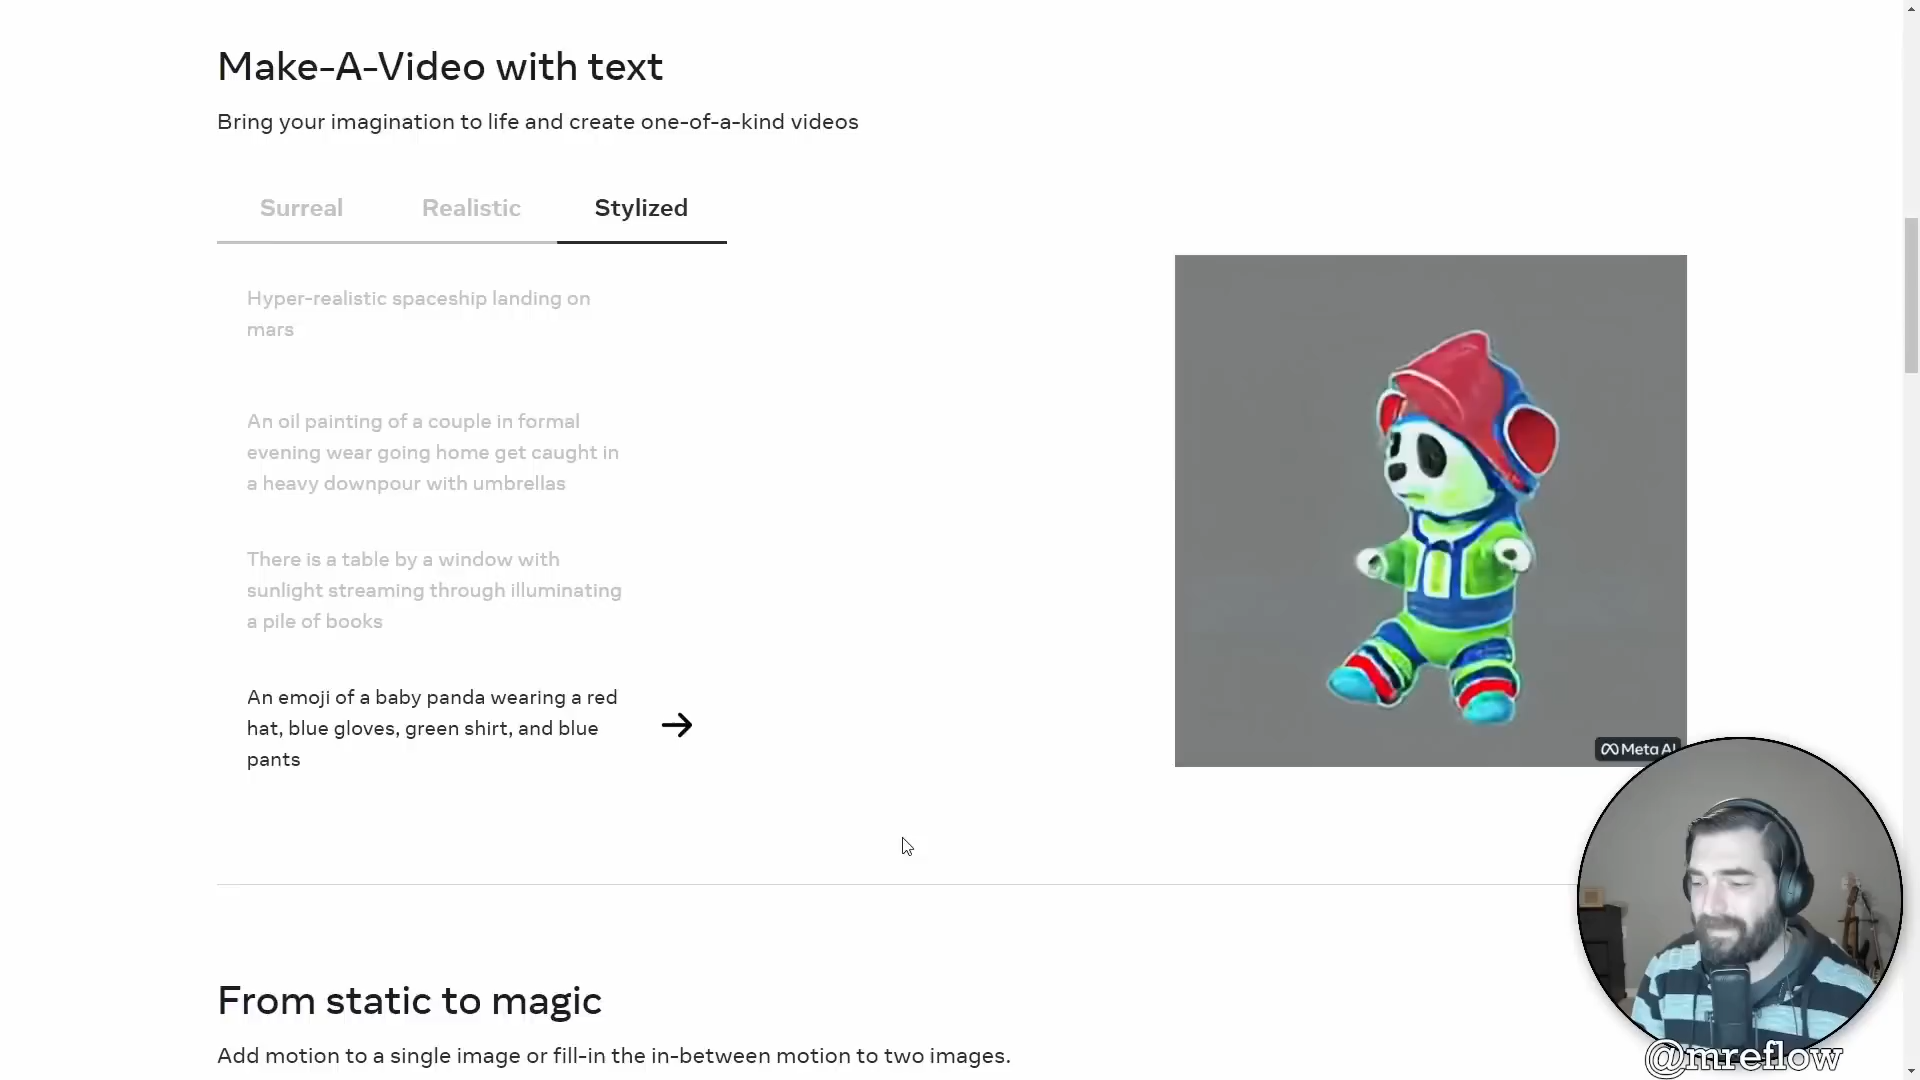 Make-A-Video with text
Bring your imagination to life and create one-of-a-kind videos
Surreal
Realistic
Stylized
Hyper-realistic spaceship landing on
mars
An oil painting of a couple in formal
evening wear going home get caught in
a heavy downpour with umbrellas
There is a table by a window with
sunlight streaming through illuminating
a pile of books
An emoji of a baby panda wearing a red
hat, blue gloves, green shirt, and blue
pants
Meta AI
From static to magic
Add motion to a single image or fill-in the in-between motion to two images.
@mreflow